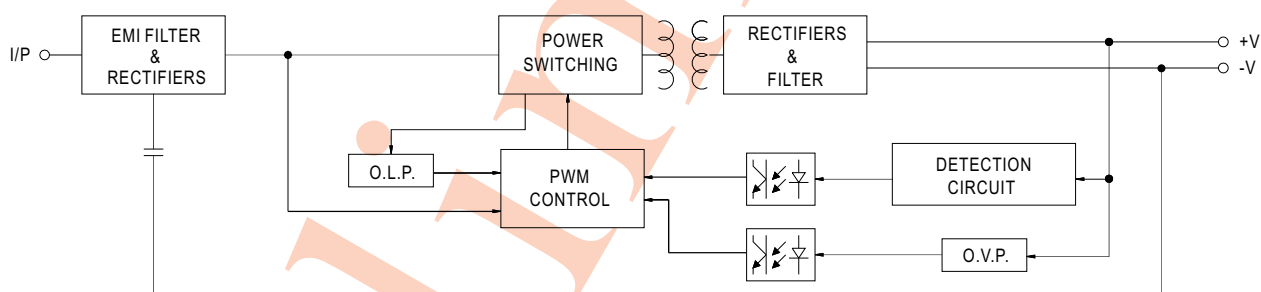 I/P
EMI FILTER
&
RECTIFIERS
POWER
SWITCHING
RECTIFIERS
&
FILTER
+V
-V
O.L.P.
PWM
CONTROL
DETECTION
CIRCUIT
O.V.P.